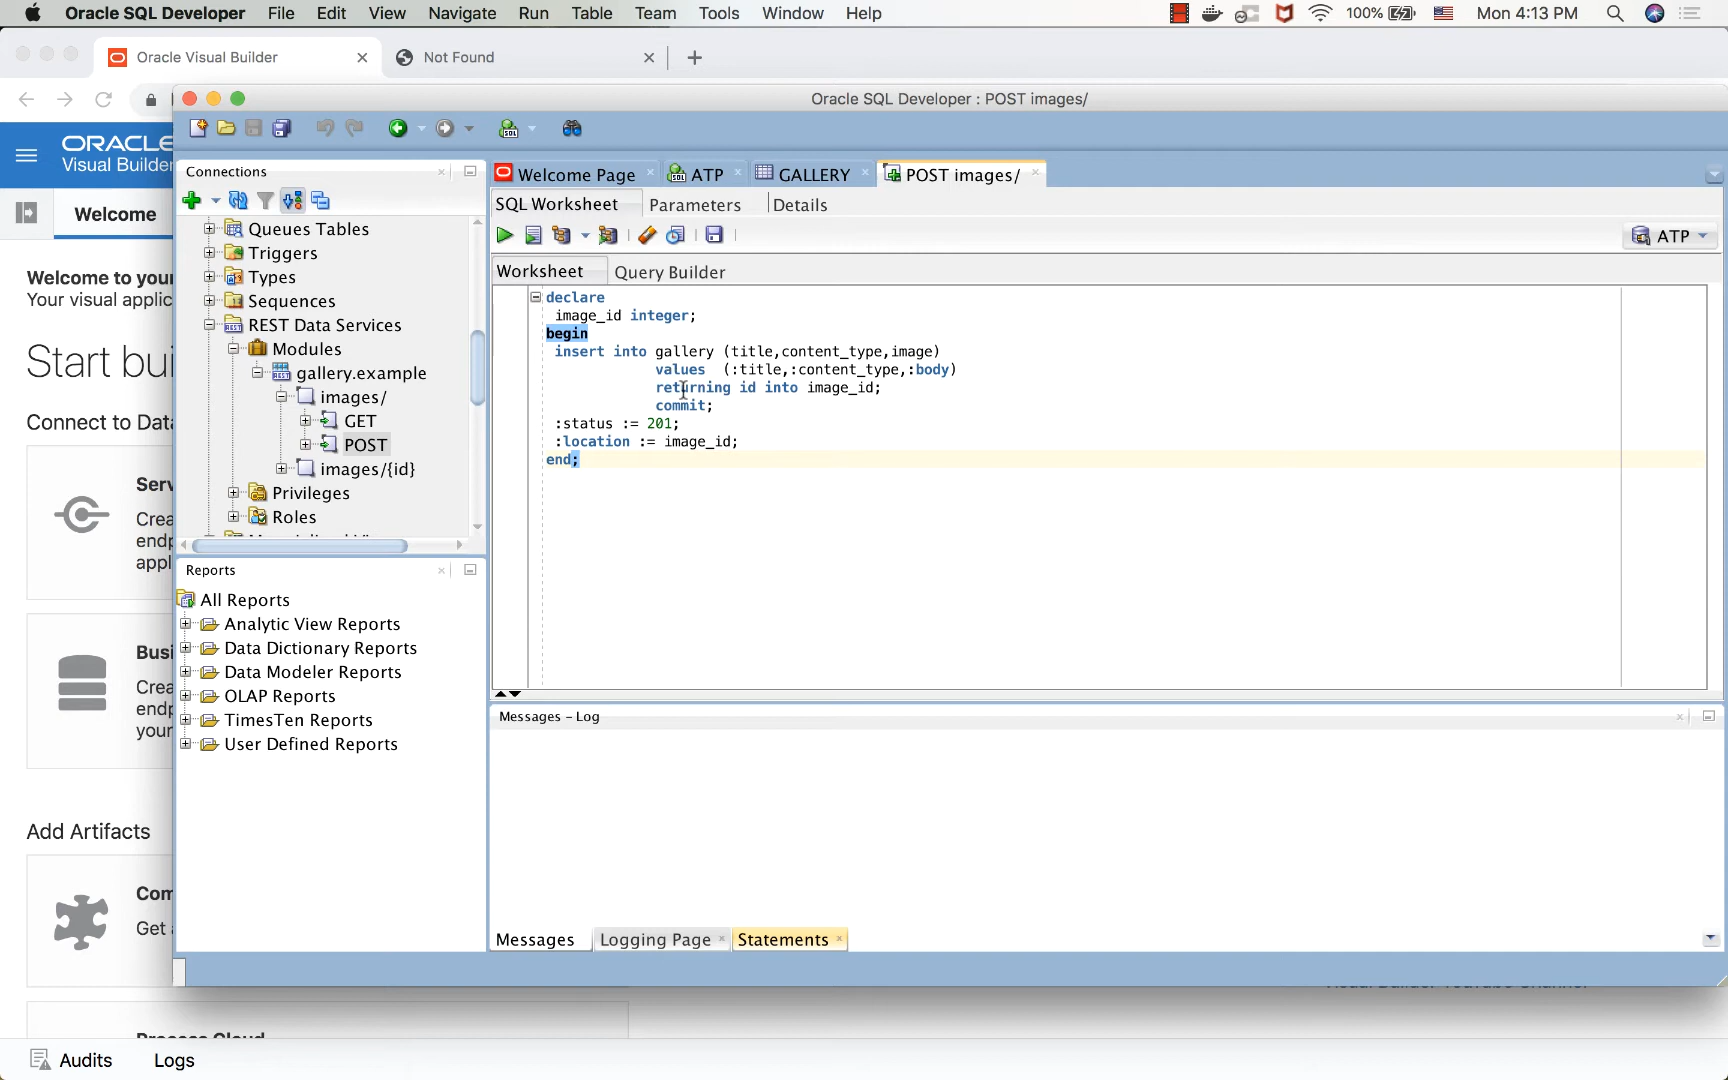 Oracle SQL Developer File Edit View Navigate Run Table Team Tools Window Help
100% Mon 4:13 PM
Oracle Visual Builder
Not Found
Oracle SQL Developer : POST images/
ORACLE
Visual Builder
Welcome
Welcome to your
Your visual applic
Start bui
Connect to Data
Serv
Crea
endp
appl
Busi
Crea
endp
your
Add Artifacts
Com
Get
Process Cloud
Audits
Logs
Connections
Queues Tables
Triggers
Types
Sequences
REST Data Services
Modules
gallery.example
images/
GET
POST
images/{id}
Privileges
Roles
Reports
All Reports
Analytic View Reports
Data Dictionary Reports
Data Modeler Reports
OLAP Reports
TimesTen Reports
User Defined Reports
Welcome Page
ATP
GALLERY
POST images/
SQL Worksheet
Parameters
Details
ATP
Worksheet
Query Builder
declare
image_id integer;
begin
insert into gallery (title,content_type,image)
values (:title,:content_type,:body)
returning id into image_id;
commit;
:status := 201;
:location := image_id;
end;
Messages - Log
Messages
Logging Page
Statements